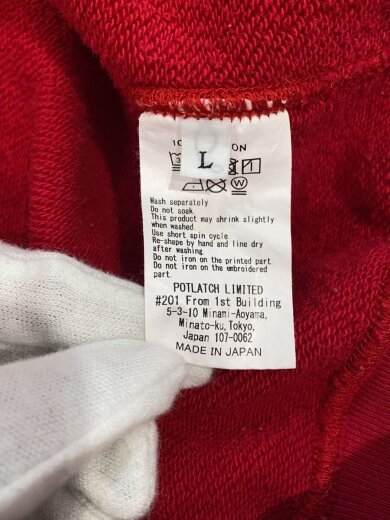 L
Wash separately
Do not soak
This product may shrink slightly
when washed.
Use short spin cycle.
Re-shape by hand and line dry
after washing.
Do not iron on the printed part.
Do not iron on the embroidered
part.
POTLATCH LIMITED
#201 From 1st Building
5-3-10 Minami-Aoyama,
Minato-ku, Tokyo,
Japan 107-0062
MADE IN JAPAN